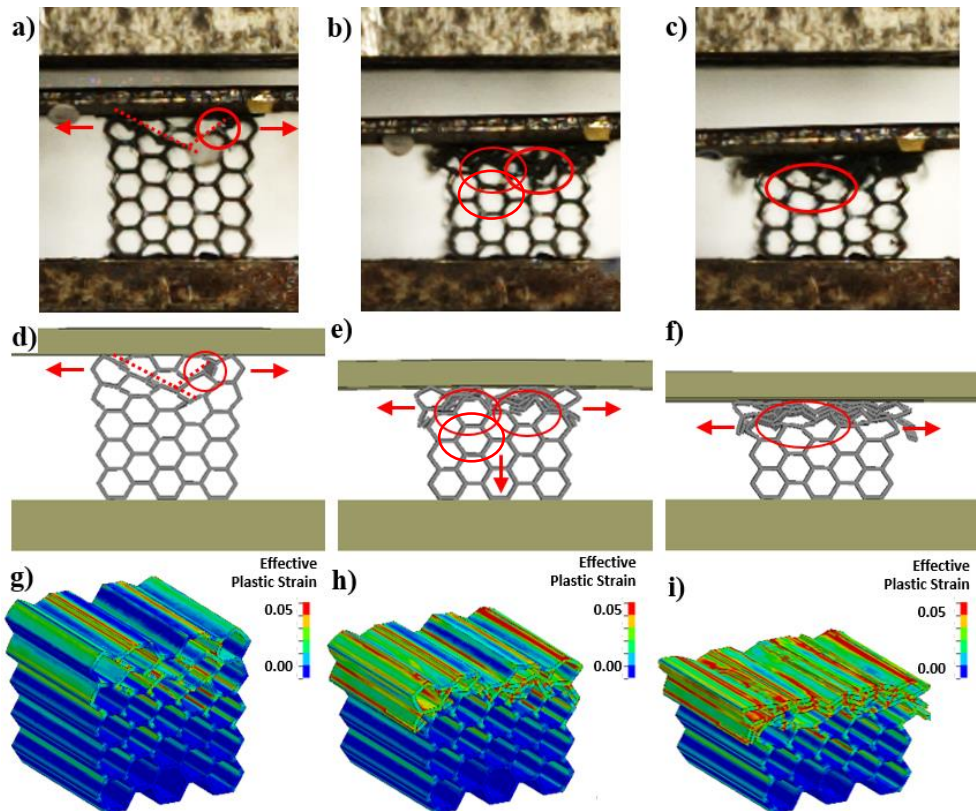 a)
b)
c)
d)
e)
f)
g)
Effective
Plastic Strain
0.05
0.00
h)
Effective
Plastic Strain
0.05
0.00
i)
Effective
Plastic Strain
0.05
0.00